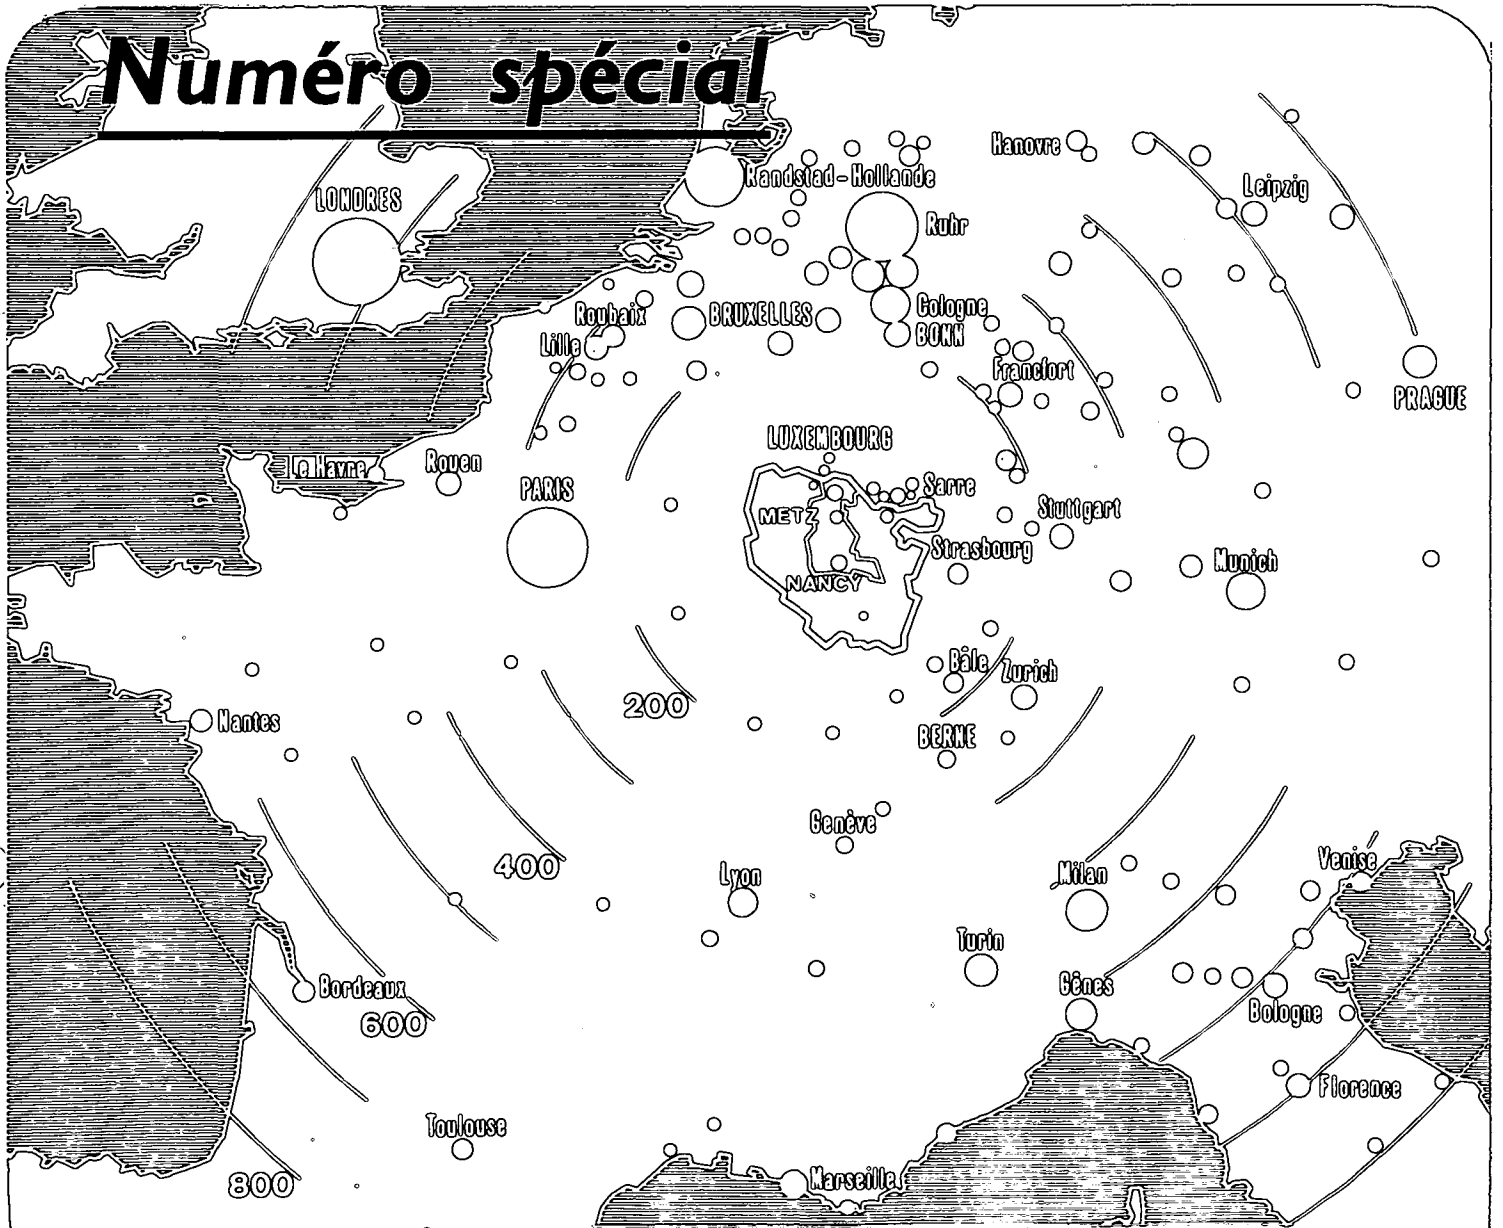 Numéro spécial
Hanovre
Randstad-Hollande
LONDRES
Leipzig
Ruhr
Roubaix
BRUXELLES
Cologne
BONN
Lille
Francfort
PRAGUE
LUXEMBOURG
Le Havre
Rouen
PARIS
Sarre
METZ
Stuttgart
Strasbourg
Munich
NANCY
Bâle
Zurich
200
Nantes
BERNE
Genève
400
Lyon
Milan
Venise
Turin
Gênes
Bordeaux
Bologne
600
Florence
Toulouse
Marseille
800